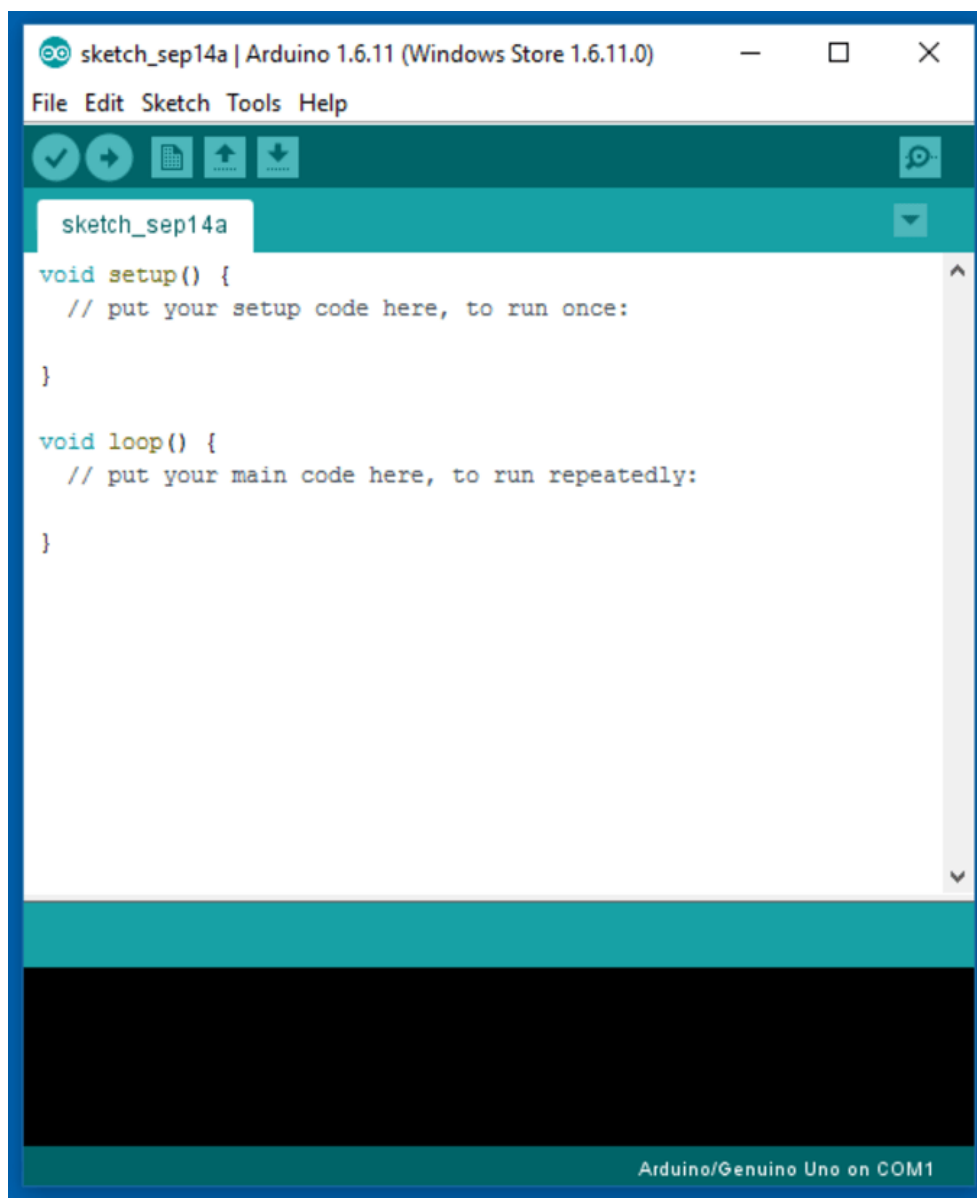 sketch_sep14a | Arduino 1.6.11 (Windows Store 1.6.11.0)
File Edit Sketch Tools Help
sketch_sep14a
void setup() {
  // put your setup code here, to run once:
}
void loop() {
  // put your main code here, to run repeatedly:
}
Arduino/Genuino Uno on COM1